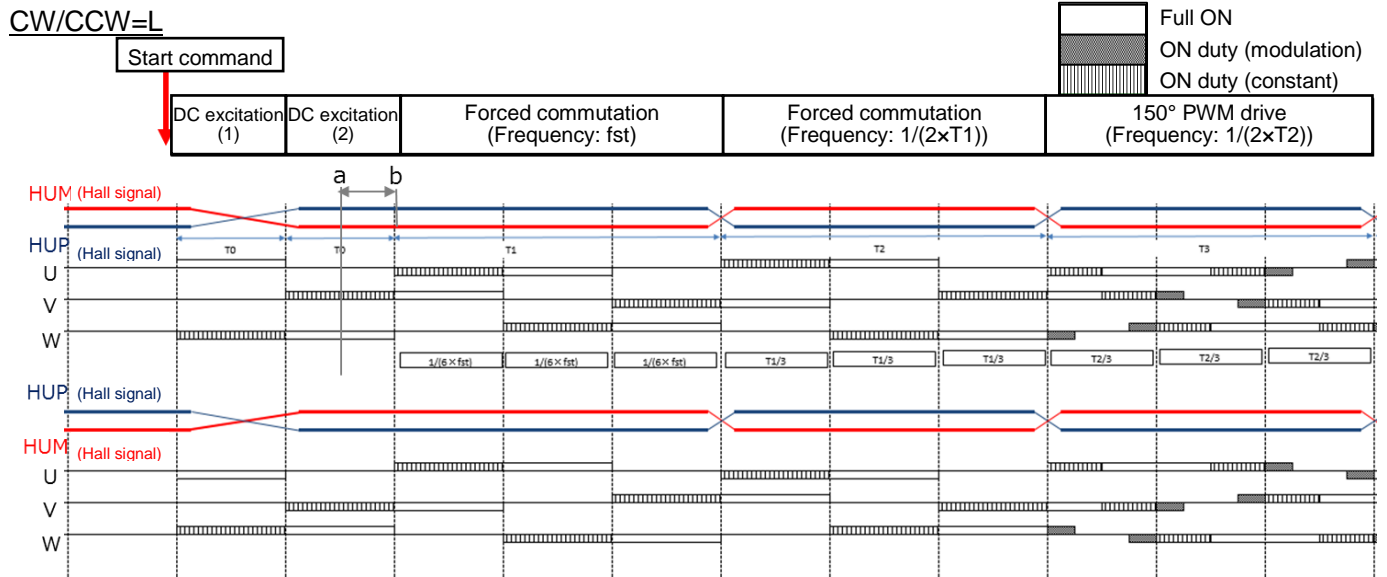 CW/CCW=L
Start command
Full ON
ON duty (modulation)
ON duty (constant)
DC excitation
(1)
DC excitation
(2)
Forced commutation
(Frequency: fst)
Forced commutation
(Frequency: 1/(2×T1))
150° PWM drive
(Frequency: 1/(2×T2))
a b
HUM (Hall signal)
HUP (Hall signal)
T0 T0 T1 T2 T3
U
V
W
1/(6×fst) 1/(6×fst) 1/(6×fst) T1/3 T1/3 T1/3 T2/3 T2/3 T2/3
HUP (Hall signal)
HUM (Hall signal)
U
V
W